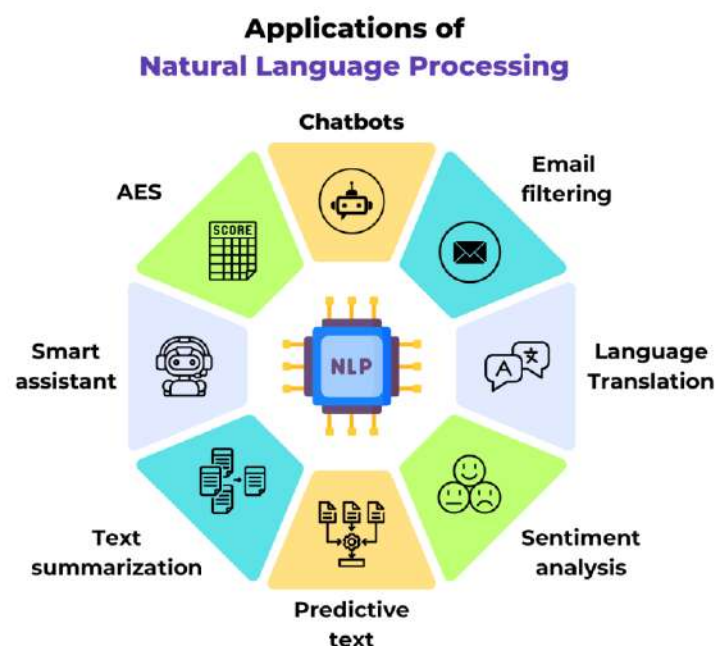 Applications of
Natural Language Processing
Chatbots
Email
filtering
AES
SCORE
Smart
assistant
NLP
A
文
Language
Translation
Text
summarization
Sentiment
analysis
Predictive
text